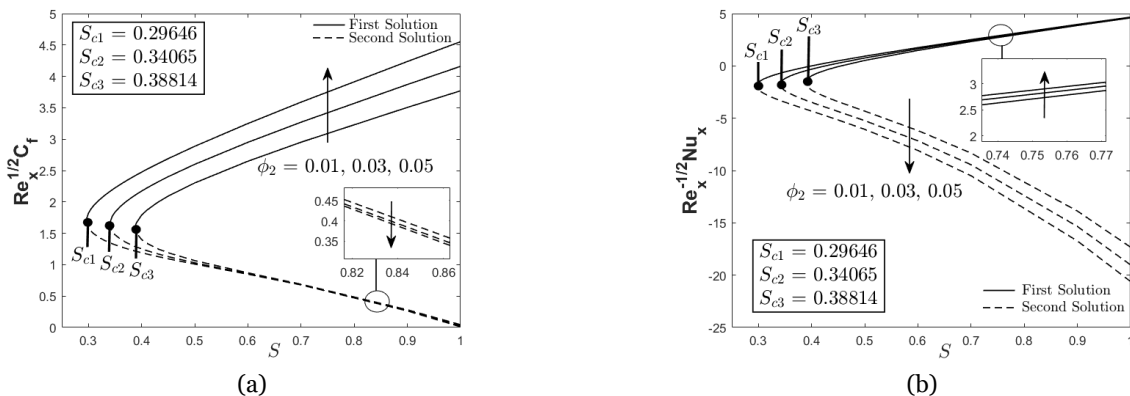 S_{c1} = 0.29646
S_{c2} = 0.34065
S_{c3} = 0.38814
First Solution
Second Solution
5
4.5
4
3.5
3
2.5
2
1.5
1
0.5
0
Re_x^{1/2}C_f
ϕ_2 = 0.01, 0.03, 0.05
S_{c1}
S_{c2}
S_{c3}
0.45
0.4
0.35
0.82 0.84 0.86
0.3 0.4 0.5 0.6 0.7 0.8 0.9 1
S
(a)
5
0
-5
-10
-15
-20
-25
Re_x^{-1/2}Nu_x
S_{c1}
S_{c2}
S_{c3}
3
2.5
2
0.74 0.75 0.76 0.77
ϕ_2 = 0.01, 0.03, 0.05
S_{c1} = 0.29646
S_{c2} = 0.34065
S_{c3} = 0.38814
First Solution
Second Solution
0.3 0.4 0.5 0.6 0.7 0.8 0.9 1
S
(b)